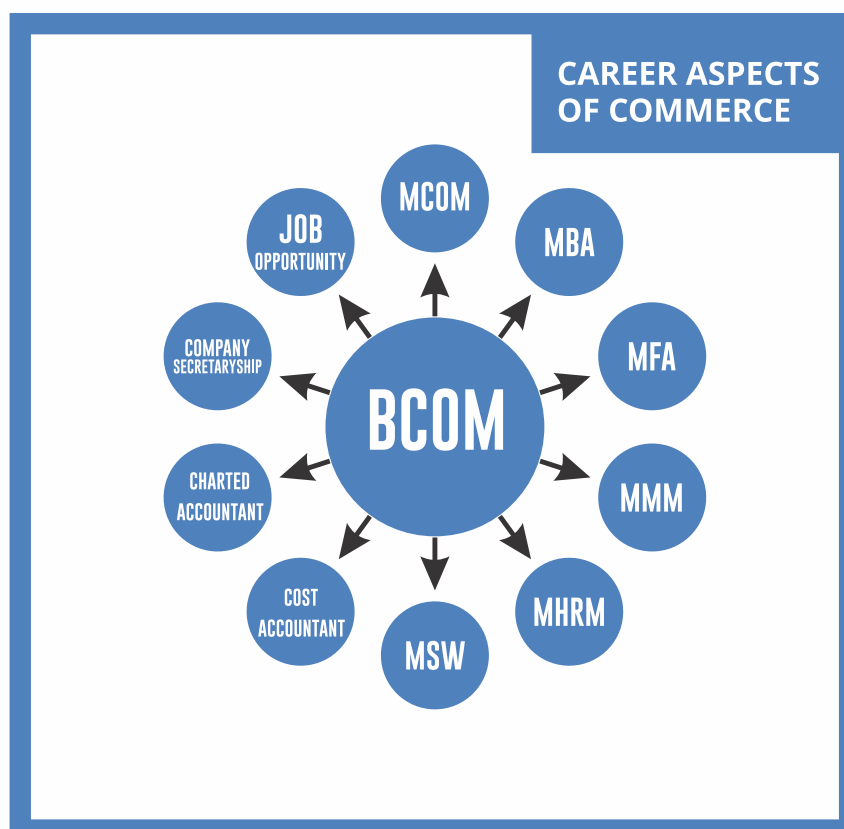 CAREER ASPECTS
OF COMMERCE
MCOM
MBA
MFA
MMM
MHRM
MSW
COST
ACCOUNTANT
CHARTED
ACCOUNTANT
COMPANY
SECRETARYSHIP
JOB
OPPORTUNITY
BCOM